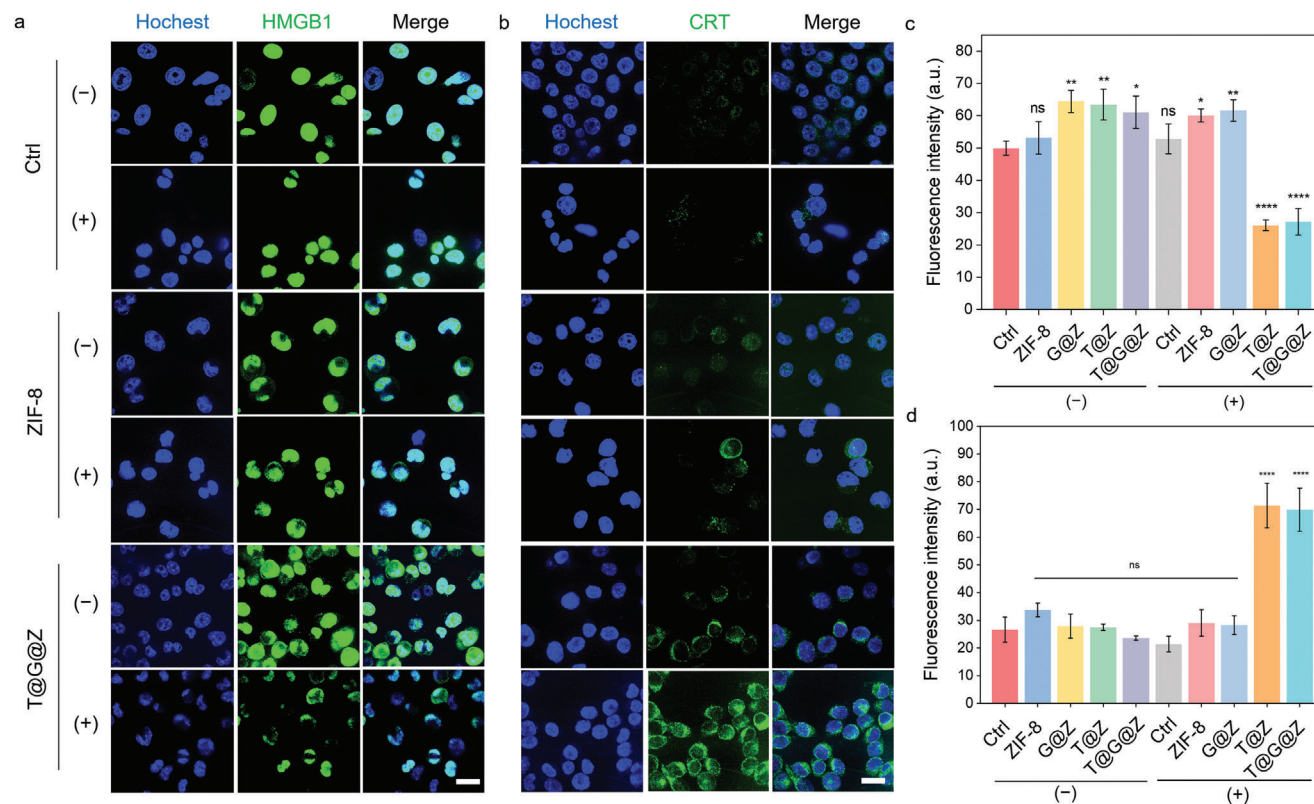 a
Hochest HMGB1 Merge
Ctrl
(−)
(+)
ZIF-8
(−)
(+)
T@G@Z
(−)
(+)
b
Hochest CRT Merge
c
Fluorescence intensity (a.u.)
80
70
60
50
40
30
20
10
0
ns ** ** * ns * ** **** ****
Ctrl ZIF-8 G@Z T@Z T@G@Z Ctrl ZIF-8 G@Z T@Z T@G@Z
(−) (+)
d
Fluorescence intensity (a.u.)
100
90
80
70
60
50
40
30
20
10
0
ns **** ****
Ctrl ZIF-8 G@Z T@Z T@G@Z Ctrl ZIF-8 G@Z T@Z T@G@Z
(−) (+)